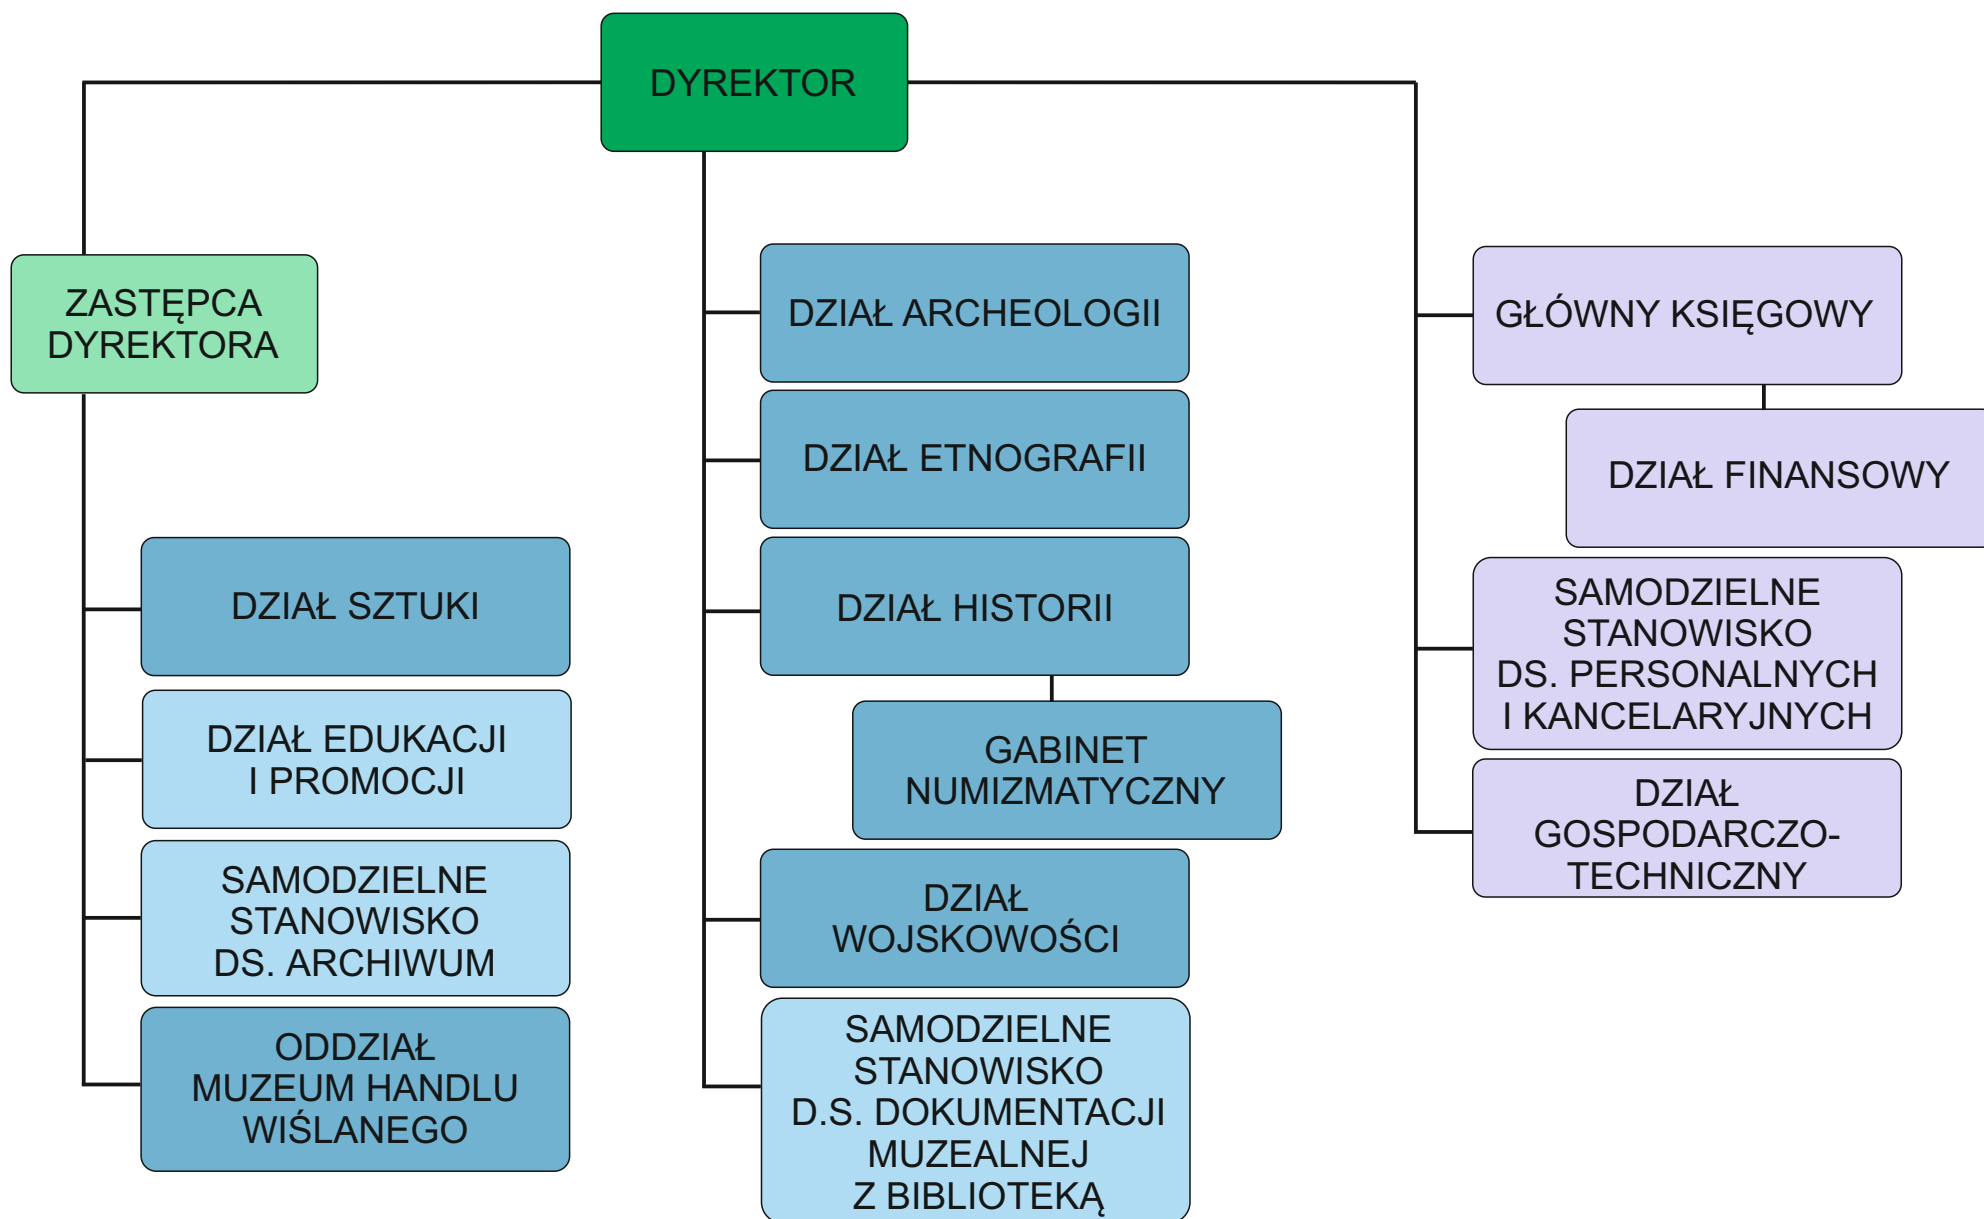 DYREKTOR
ZASTĘPCA
DYREKTORA
DZIAŁ SZTUKI
DZIAŁ EDUKACJI
I PROMOCJI
SAMODZIELNE
STANOWISKO
DS. ARCHIWUM
ODDZIAŁ
MUZEUM HANDLU
WIŚLANEGO
DZIAŁ ARCHEOLOGII
DZIAŁ ETNOGRAFII
DZIAŁ HISTORII
GABINET
NUMIZMATYCZNY
DZIAŁ
WOJSKOWOŚCI
SAMODZIELNE
STANOWISKO
D.S. DOKUMENTACJI
MUZEALNEJ
Z BIBLIOTEKĄ
GŁÓWNY KSIĘGOWY
DZIAŁ FINANSOWY
SAMODZIELNE
STANOWISKO
DS. PERSONALNYCH
I KANCELARYJNYCH
DZIAŁ
GOSPODARCZO-
TECHNICZNY